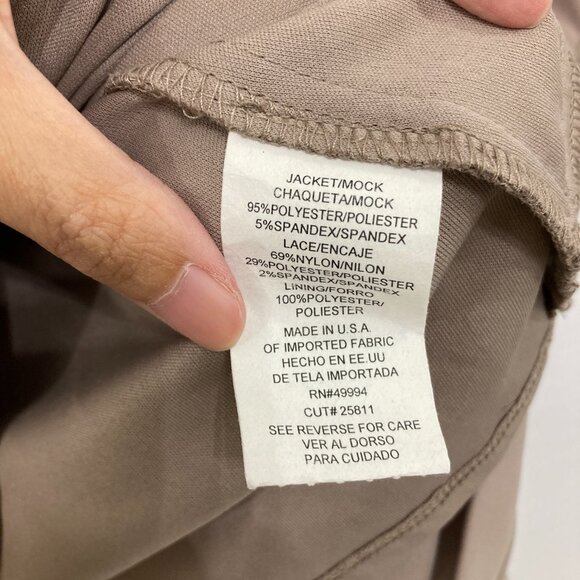 JACKET/MOCK
CHAQUETA/MOCK
95%POLYESTER/POLIESTER
5%SPANDEX/SPANDEX
LACE/ENCAJE
69%NYLON/NILON
29%POLYESTER/POLIESTER
2%SPANDEX/SPANDEX
LINING/FORRO
100%POLYESTER/
POLIESTER
MADE IN U.S.A.
OF IMPORTED FABRIC
HECHO EN EE.UU
DE TELA IMPORTADA
RN#49994
CUT# 25811
SEE REVERSE FOR CARE
VER AL DORSO
PARA CUIDADO